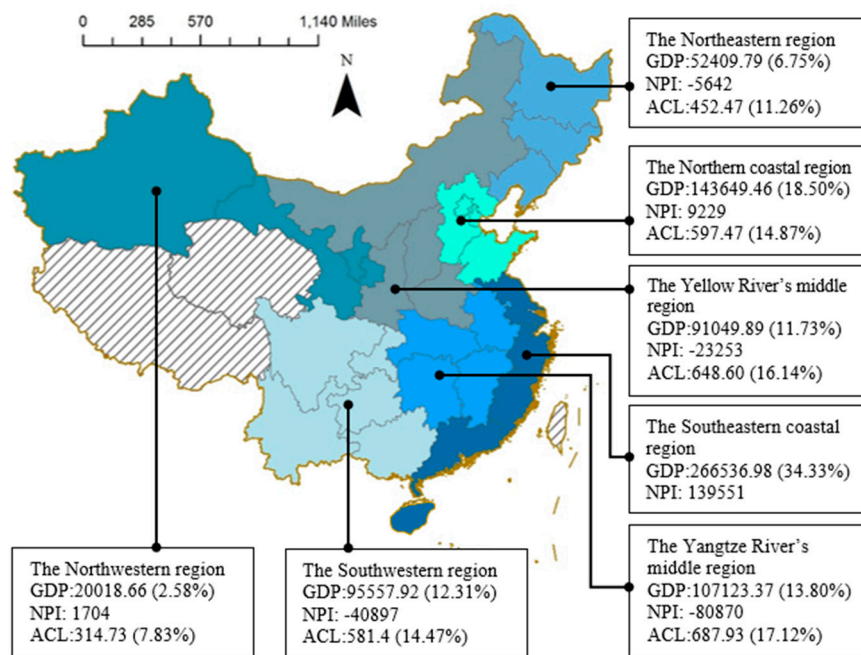 0 285 570 1,140 Miles
N
The Northeastern region
GDP:52409.79 (6.75%)
NPI: -5642
ACL:452.47 (11.26%)
The Northern coastal region
GDP:143649.46 (18.50%)
NPI: 9229
ACL:597.47 (14.87%)
The Yellow River's middle
region
GDP:91049.89 (11.73%)
NPI: -23253
ACL:648.60 (16.14%)
The Southeastern coastal
region
GDP:266536.98 (34.33%)
NPI: 139551
The Yangtze River's
middle region
GDP:107123.37 (13.80%)
NPI: -80870
ACL:687.93 (17.12%)
The Northwestern region
GDP:20018.66 (2.58%)
NPI: 1704
ACL:314.73 (7.83%)
The Southwestern region
GDP:95557.92 (12.31%)
NPI: -40897
ACL:581.4 (14.47%)